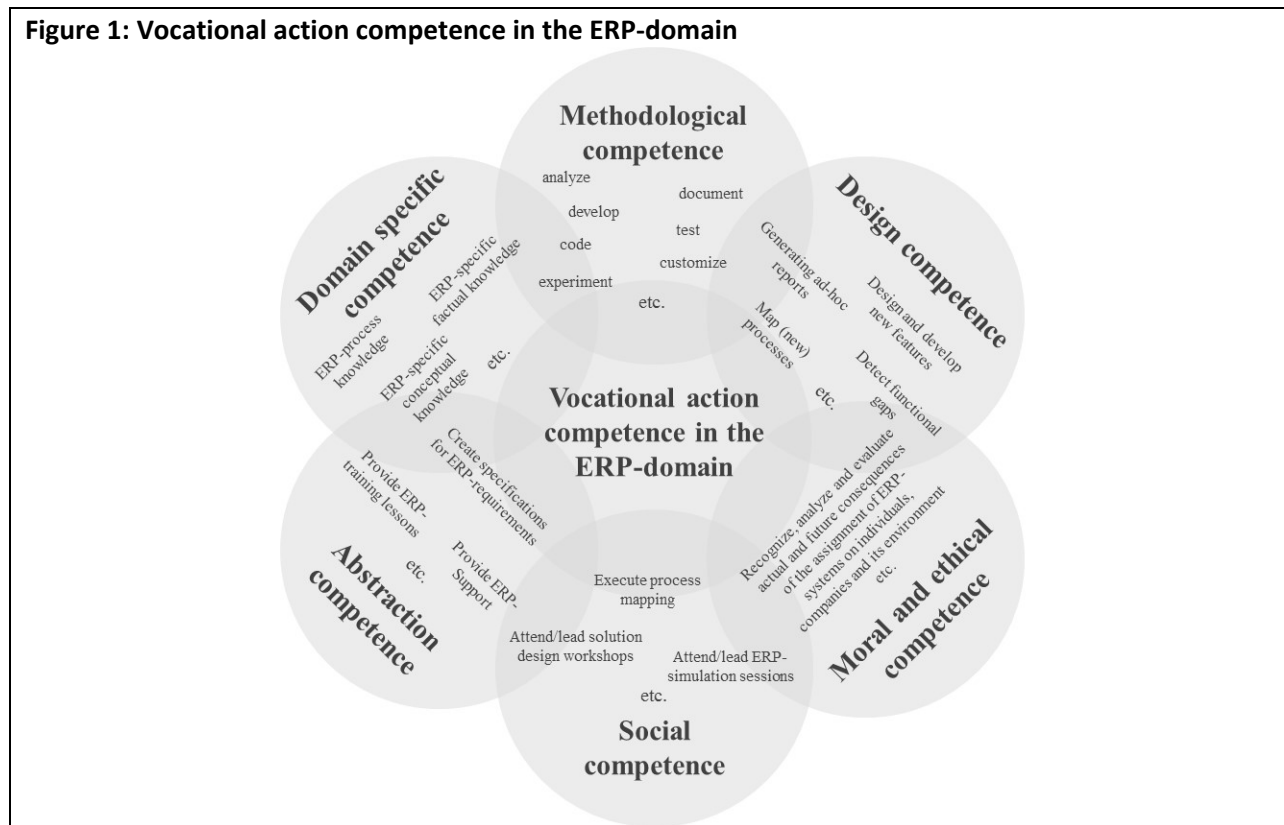 Figure 1: Vocational action competence in the ERP-domain
Methodological
competence
analyze
document
develop
test
code
customize
experiment
etc.
Domain specific
competence
ERP-specific
factual knowledge
ERP-process
knowledge
ERP-specific
conceptual
knowledge
etc.
Design competence
Generating ad-hoc
reports
Design and develop
new features
Map (new)
processes
Detect functional
gaps
etc.
Vocational action
competence in the
ERP-domain
Create specifications
for ERP-requirements
Provide ERP-
training lessons
Provide ERP-
Support
etc.
Abstraction
competence
Recognize, analyze and evaluate
actual and future consequences
of the assignment of ERP-
systems on individuals,
companies and its environment
etc.
Moral and ethical
competence
Execute process
mapping
Attend/lead solution
design workshops
Attend/lead ERP-
simulation sessions
etc.
Social
competence